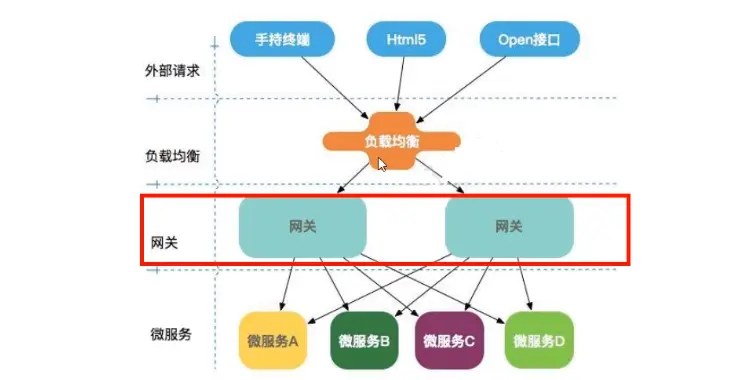 手持终端
Html5
Open接口
外部请求
负载均衡
负载均衡
网关
网关
网关
微服务
微服务A
微服务B
微服务C
微服务D